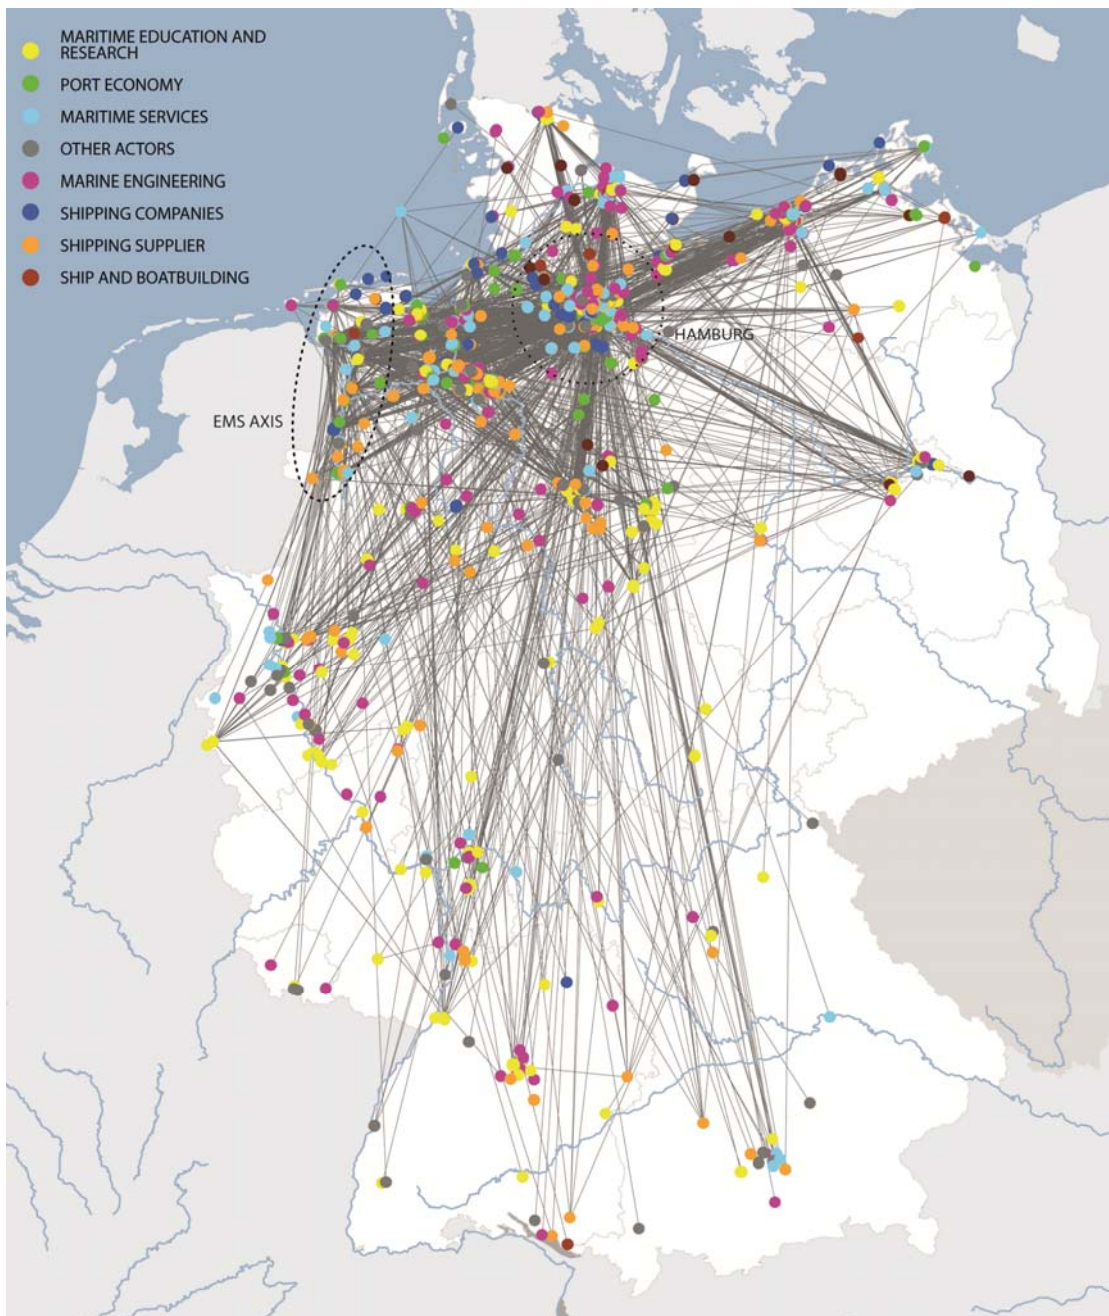 MARITIME EDUCATION AND
RESEARCH
PORT ECONOMY
MARITIME SERVICES
OTHER ACTORS
MARINE ENGINEERING
SHIPPING COMPANIES
SHIPPING SUPPLIER
SHIP AND BOATBUILDING
HAMBURG
EMS AXIS